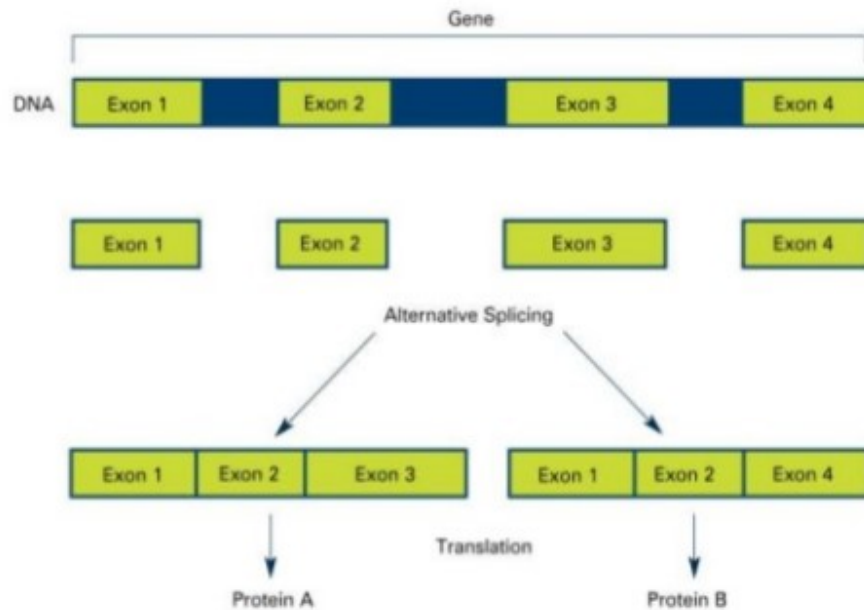 Gene
DNA Exon 1 Exon 2 Exon 3 Exon 4
Exon 1 Exon 2 Exon 3 Exon 4
Alternative Splicing
Exon 1 Exon 2 Exon 3 Exon 1 Exon 2 Exon 4
Translation
Protein A Protein B